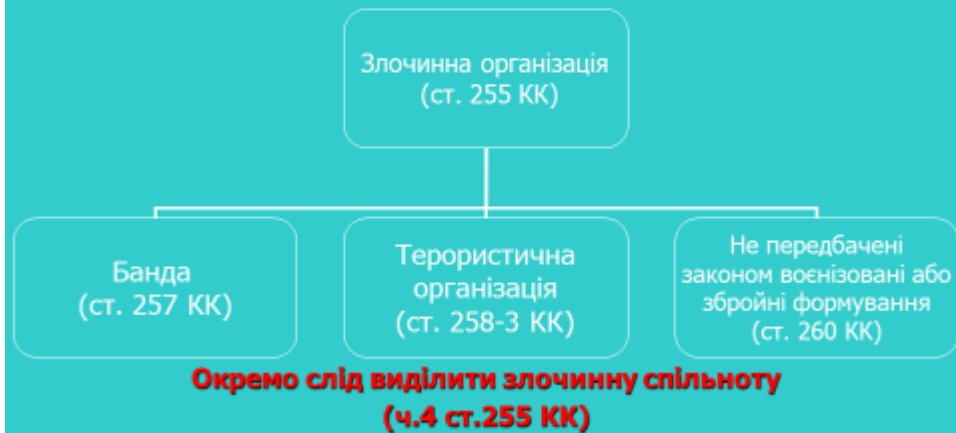 Злочинна організація
(ст. 255 КК)
Банда
(ст. 257 КК)
Терористична
організація
(ст. 258-3 КК)
Не передбачені
законом воєнізовані або
збройні формування
(ст. 260 КК)
Окремо слід виділити злочинну спільноту
(ч.4 ст.255 КК)